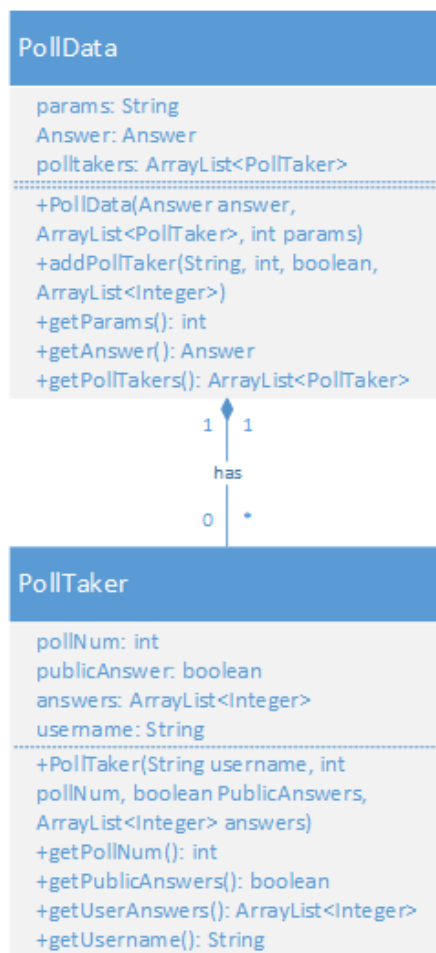 PollData
params: String
Answer: Answer
polltakers: ArrayList<PollTaker>
+PollData(Answer answer,
ArrayList<PollTaker>, int params)
+addPollTaker(String, int, boolean,
ArrayList<Integer>)
+getParams(): int
+getAnswer(): Answer
+getPollTakers(): ArrayList<PollTaker>
1 1
has
0 *
PollTaker
pollNum: int
publicAnswer: boolean
answers: ArrayList<Integer>
username: String
+PollTaker(String username, int
pollNum, boolean PublicAnswers,
ArrayList<Integer> answers)
+getPollNum(): int
+getPublicAnswers(): boolean
+getUserAnswers(): ArrayList<Integer>
+getUsername(): String